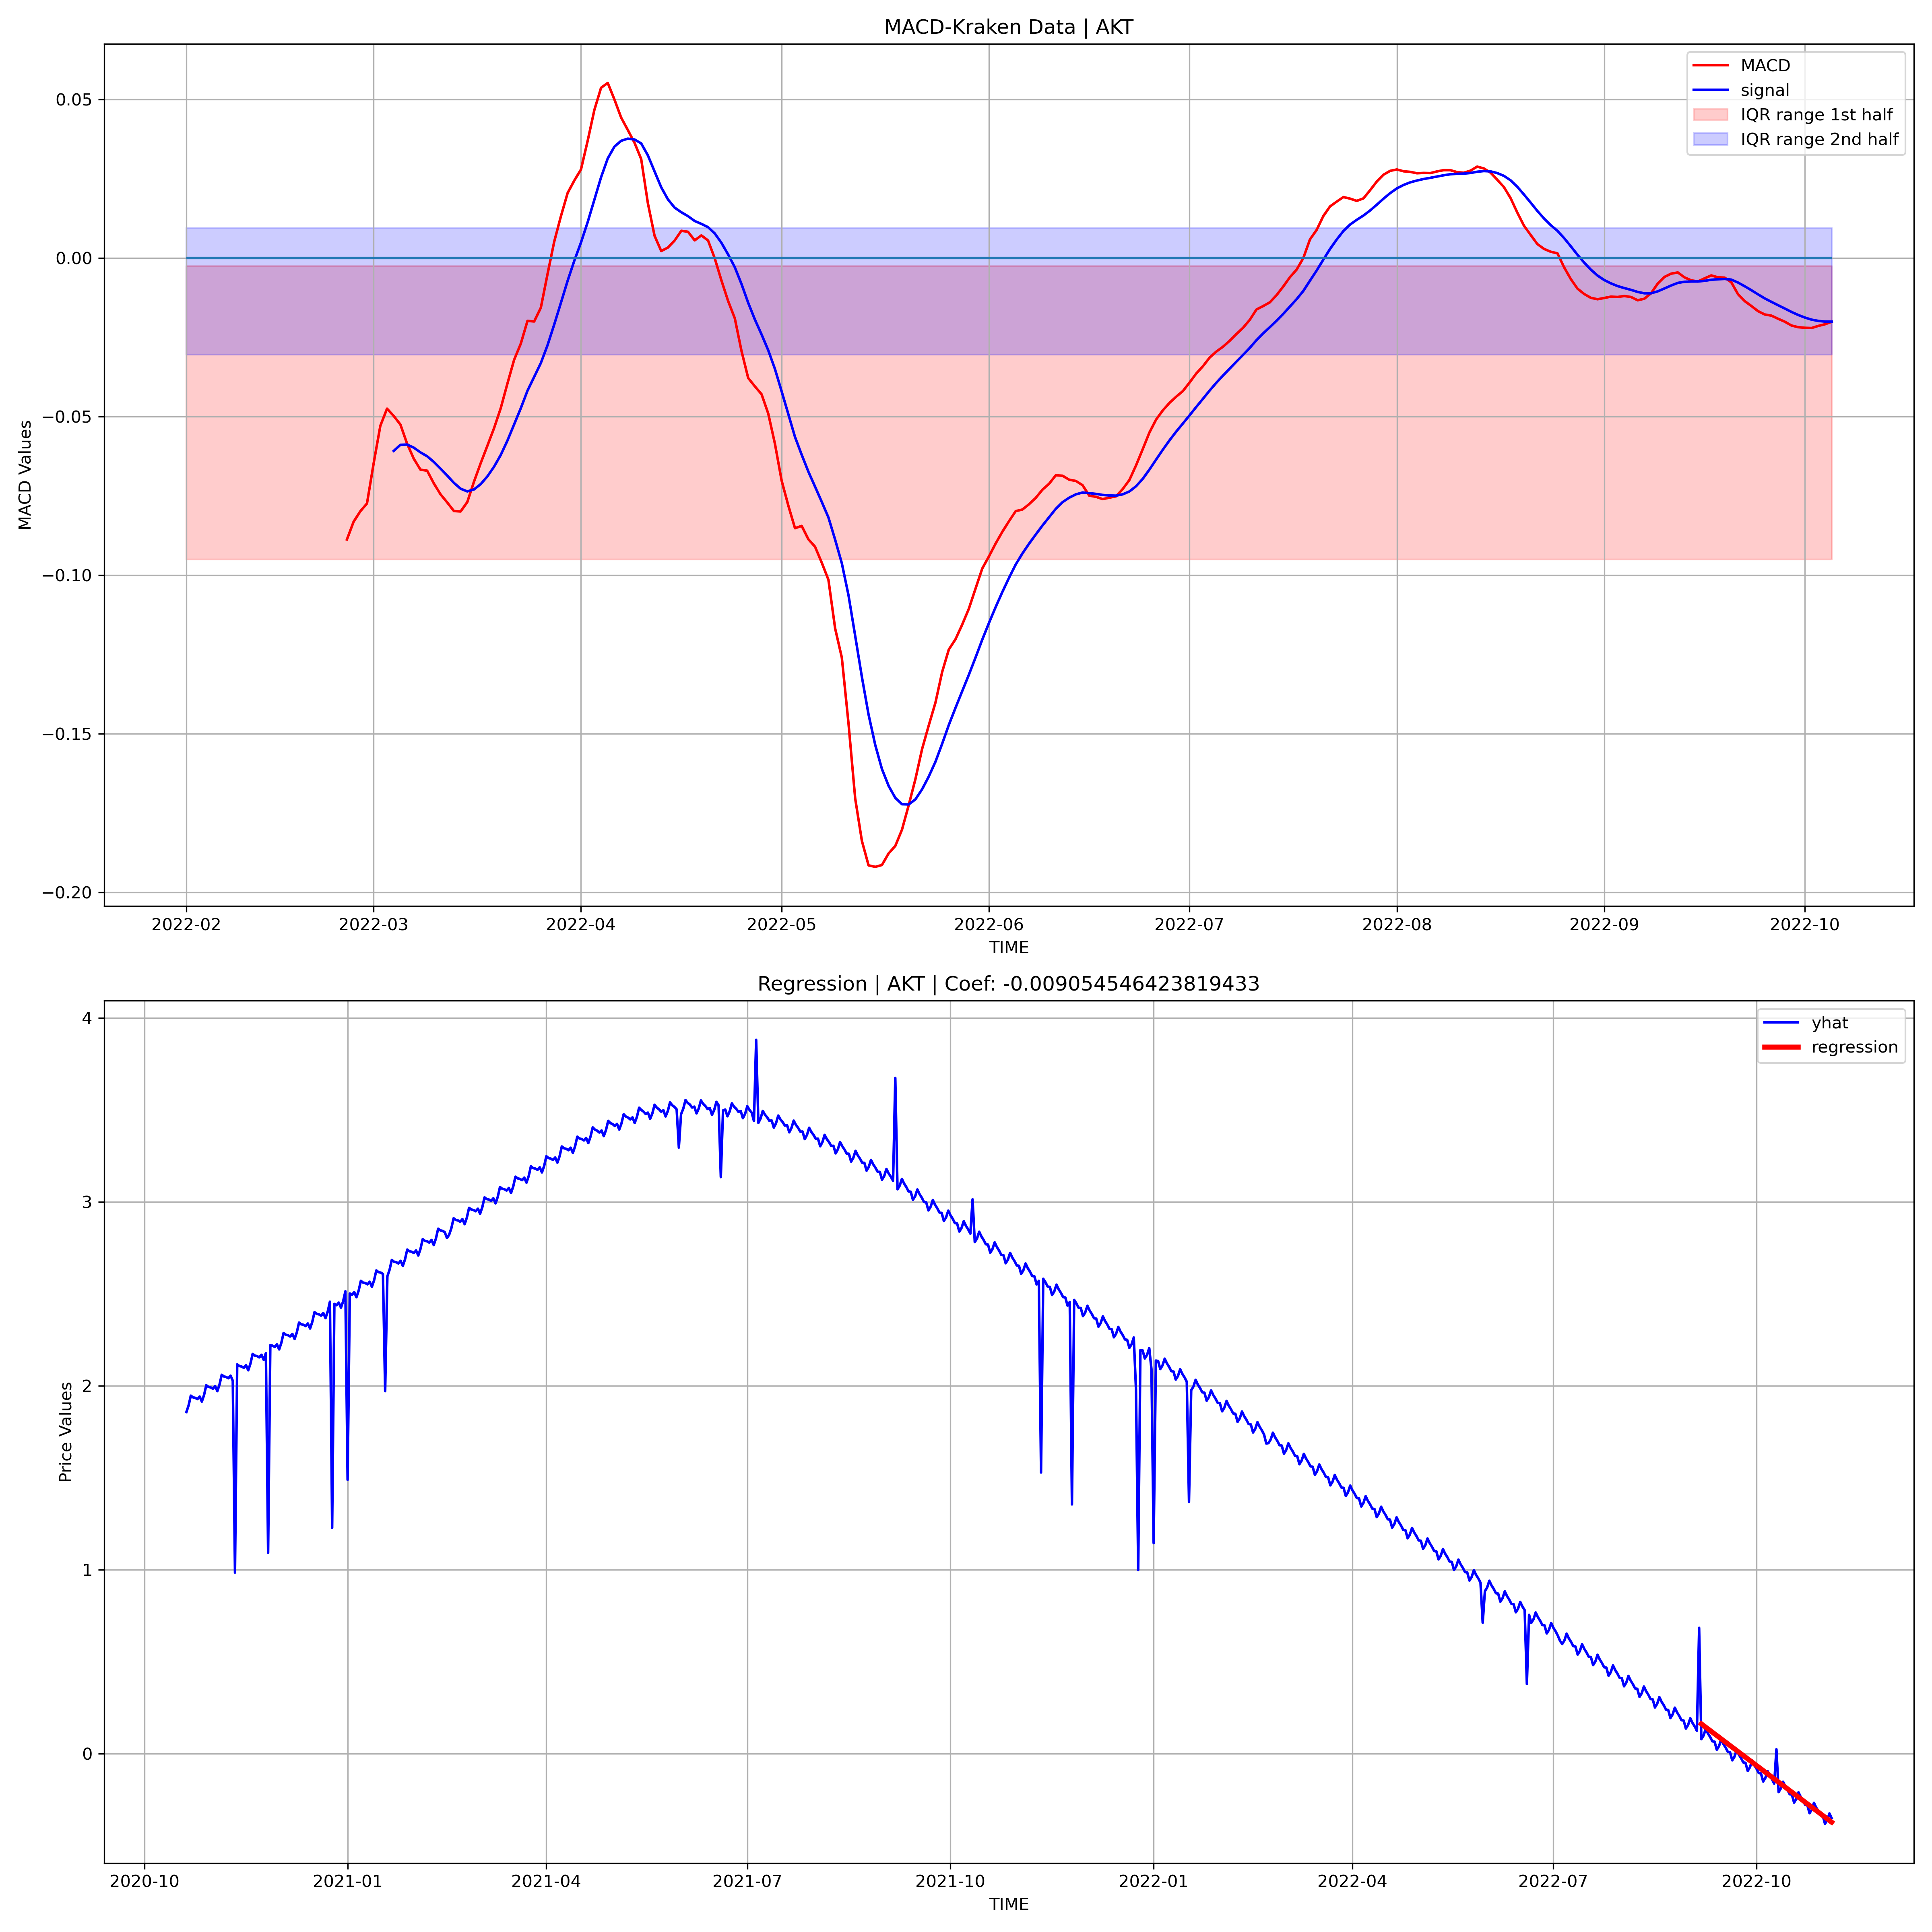 MACD-Kraken Data | AKT
MACD
signal
IQR range 1st half
IQR range 2nd half
0.05
0.00
−0.05
−0.10
−0.15
−0.20
MACD Values
2022-02 2022-03 2022-04 2022-05 2022-06 2022-07 2022-08 2022-09 2022-10
TIME
Regression | AKT | Coef: -0.009054546423819433
yhat
regression
4
3
2
1
0
Price Values
2020-10 2021-01 2021-04 2021-07 2021-10 2022-01 2022-04 2022-07 2022-10
TIME